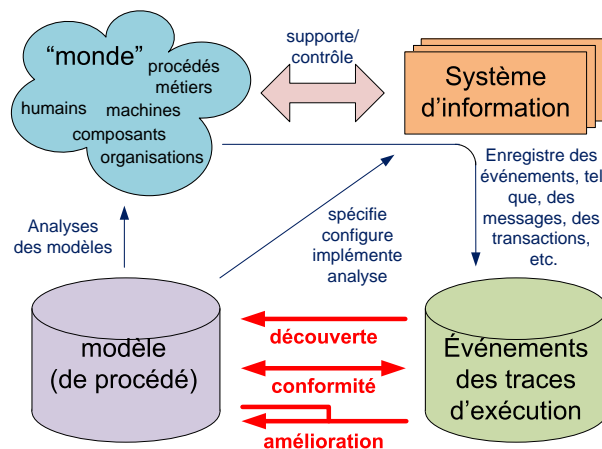 “monde”
procédés
métiers
humains
machines
composants
organisations
supporte/
contrôle
Système
d’information
Analyses
des modèles
spécifie
configure
implémente
analyse
Enregistre des
événements, tel
que, des
messages, des
transactions,
etc.
modèle
(de procédé)
découverte
conformité
amélioration
Événements
des traces
d’exécution